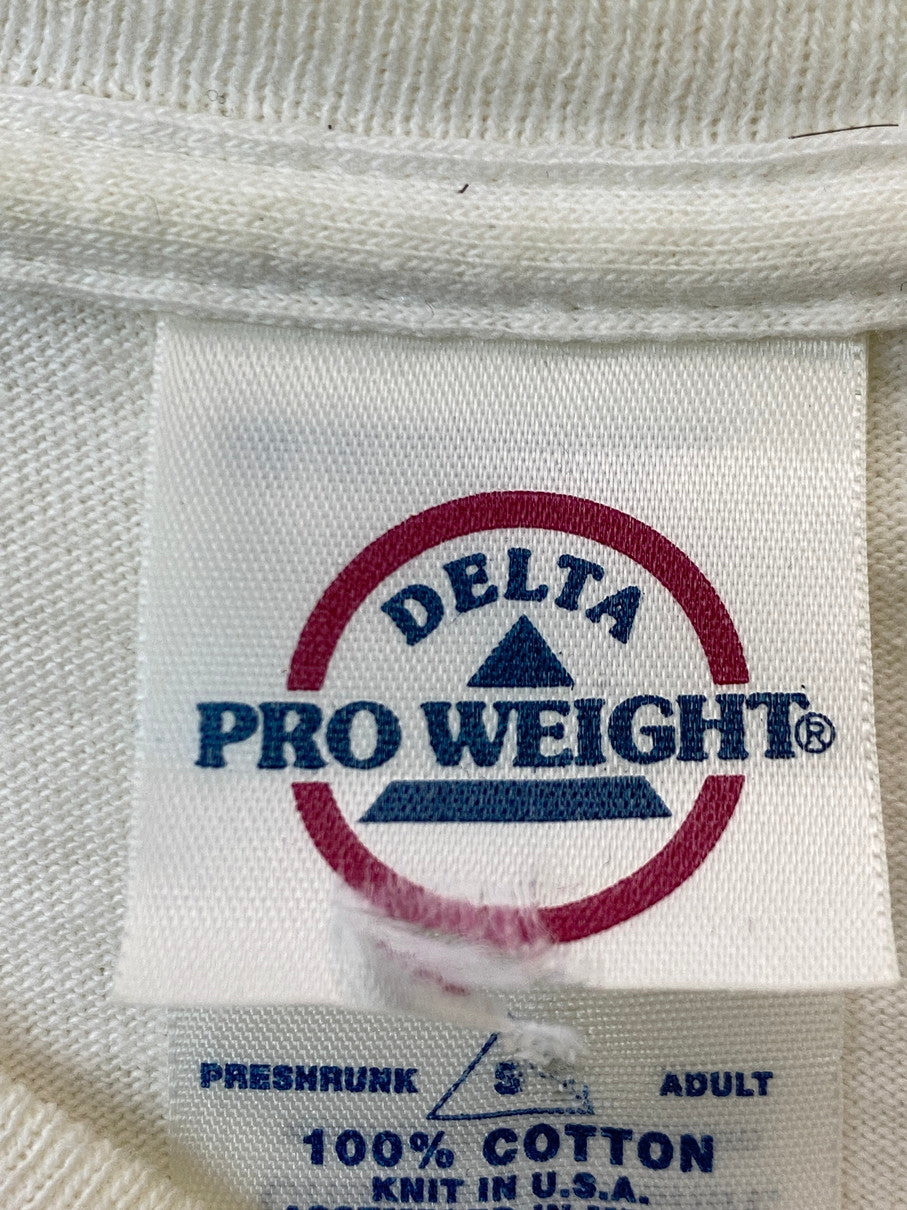 DELTA
PRO WEIGHT®
PRESHRUNK S ADULT
100% COTTON
KNIT IN U.S.A.